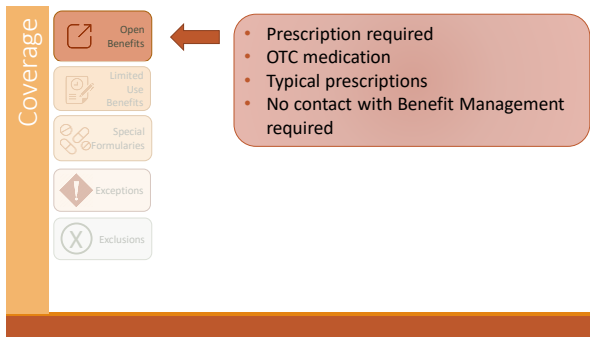 Coverage
Open
Benefits
Limited
Use
Benefits
Special
Formularies
Exceptions
X
Exclusions
• Prescription required
• OTC medication
• Typical prescriptions
• No contact with Benefit Management
required